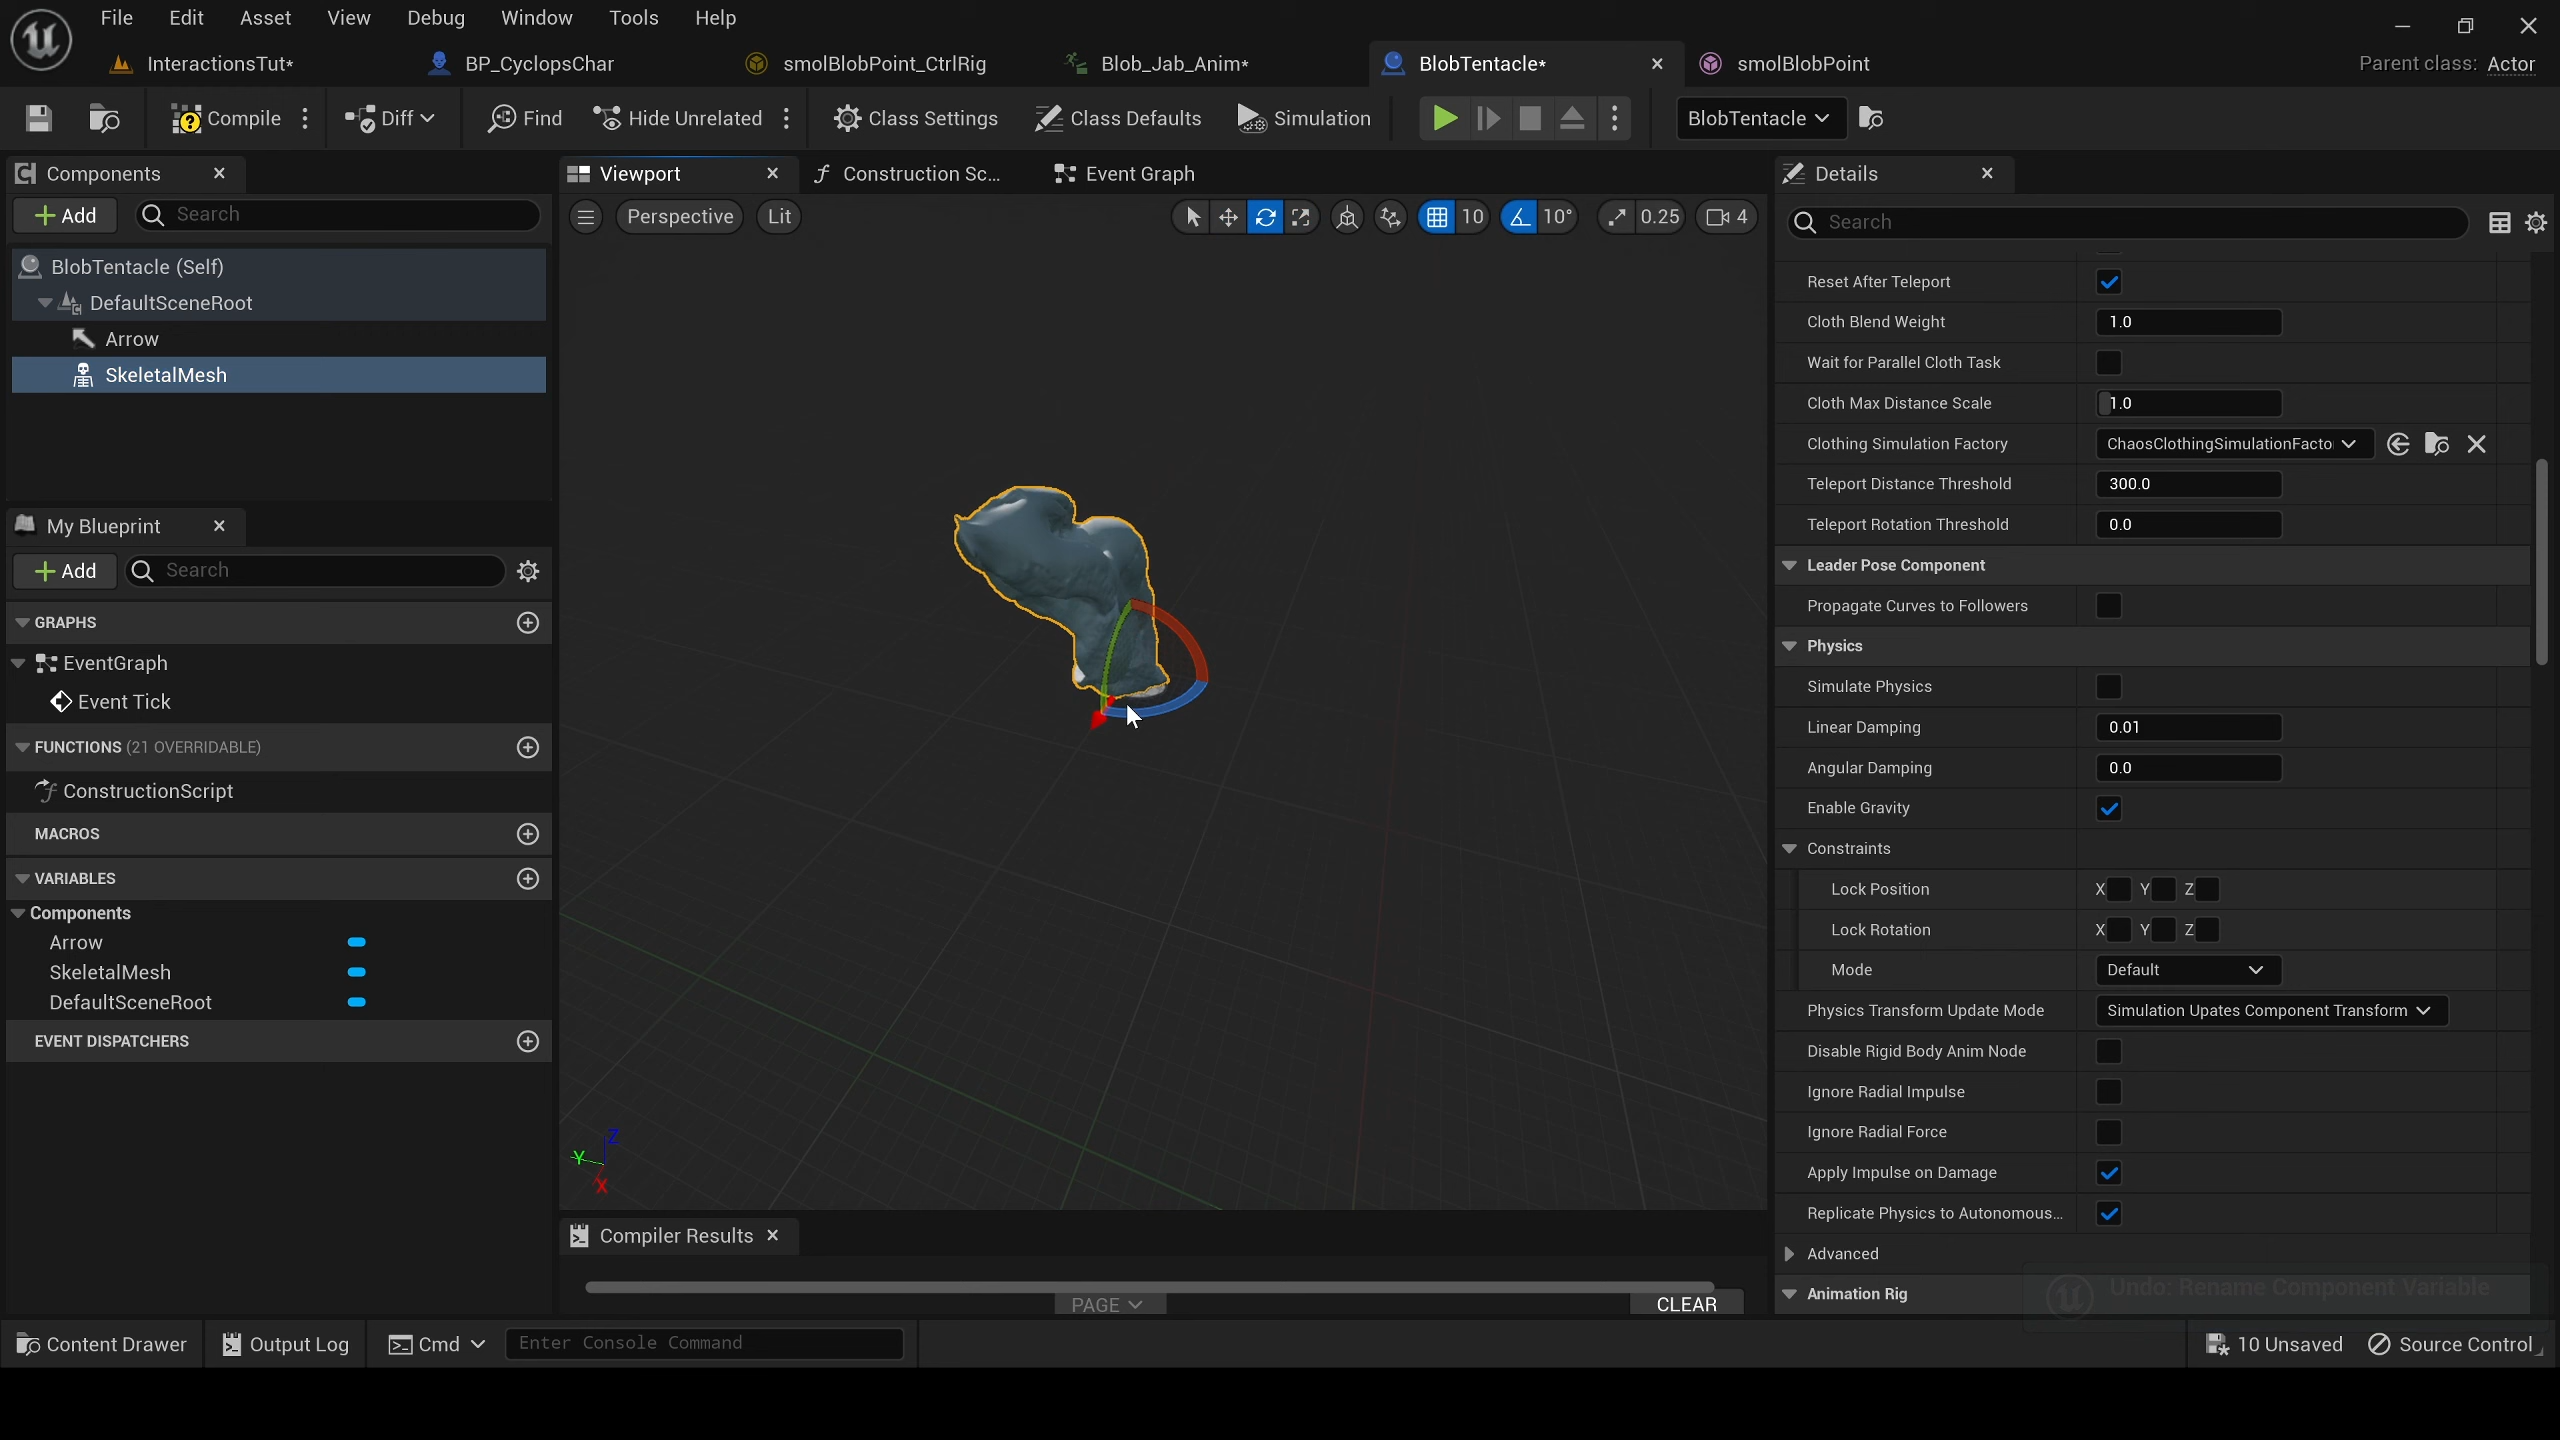 File Edit Asset View Debug Window Tools Help
InteractionsTut* BP_CyclopsChar smolBlobPoint_CtrlRig Blob_Jab_Anim* BlobTentacle* smolBlobPoint Parent class: Actor
Compile Diff Find Hide Unrelated Class Settings Class Defaults Simulation BlobTentacle
Components
Add Search
BlobTentacle (Self)
DefaultSceneRoot
Arrow
SkeletalMesh
My Blueprint
Add Search
GRAPHS
EventGraph
Event Tick
FUNCTIONS (21 OVERRIDABLE)
ConstructionScript
MACROS
VARIABLES
Components
Arrow
SkeletalMesh
DefaultSceneRoot
EVENT DISPATCHERS
Viewport Construction Sc... Event Graph
Perspective Lit 10 10° 0.25 4
Z
Y
X
Compiler Results
PAGE CLEAR
Details
Search
Reset After Teleport
Cloth Blend Weight 1.0
Wait for Parallel Cloth Task
Cloth Max Distance Scale 1.0
Clothing Simulation Factory ChaosClothingSimulationFacto
Teleport Distance Threshold 300.0
Teleport Rotation Threshold 0.0
Leader Pose Component
Propagate Curves to Followers
Physics
Simulate Physics
Linear Damping 0.01
Angular Damping 0.0
Enable Gravity
Constraints
Lock Position X Y Z
Lock Rotation X Y Z
Mode Default
Physics Transform Update Mode Simulation Upates Component Transform
Disable Rigid Body Anim Node
Ignore Radial Impulse
Ignore Radial Force
Apply Impulse on Damage
Replicate Physics to Autonomous...
Advanced
Animation Rig
Undo: Rename Component Variable
Content Drawer Output Log Cmd Enter Console Command 10 Unsaved Source Control